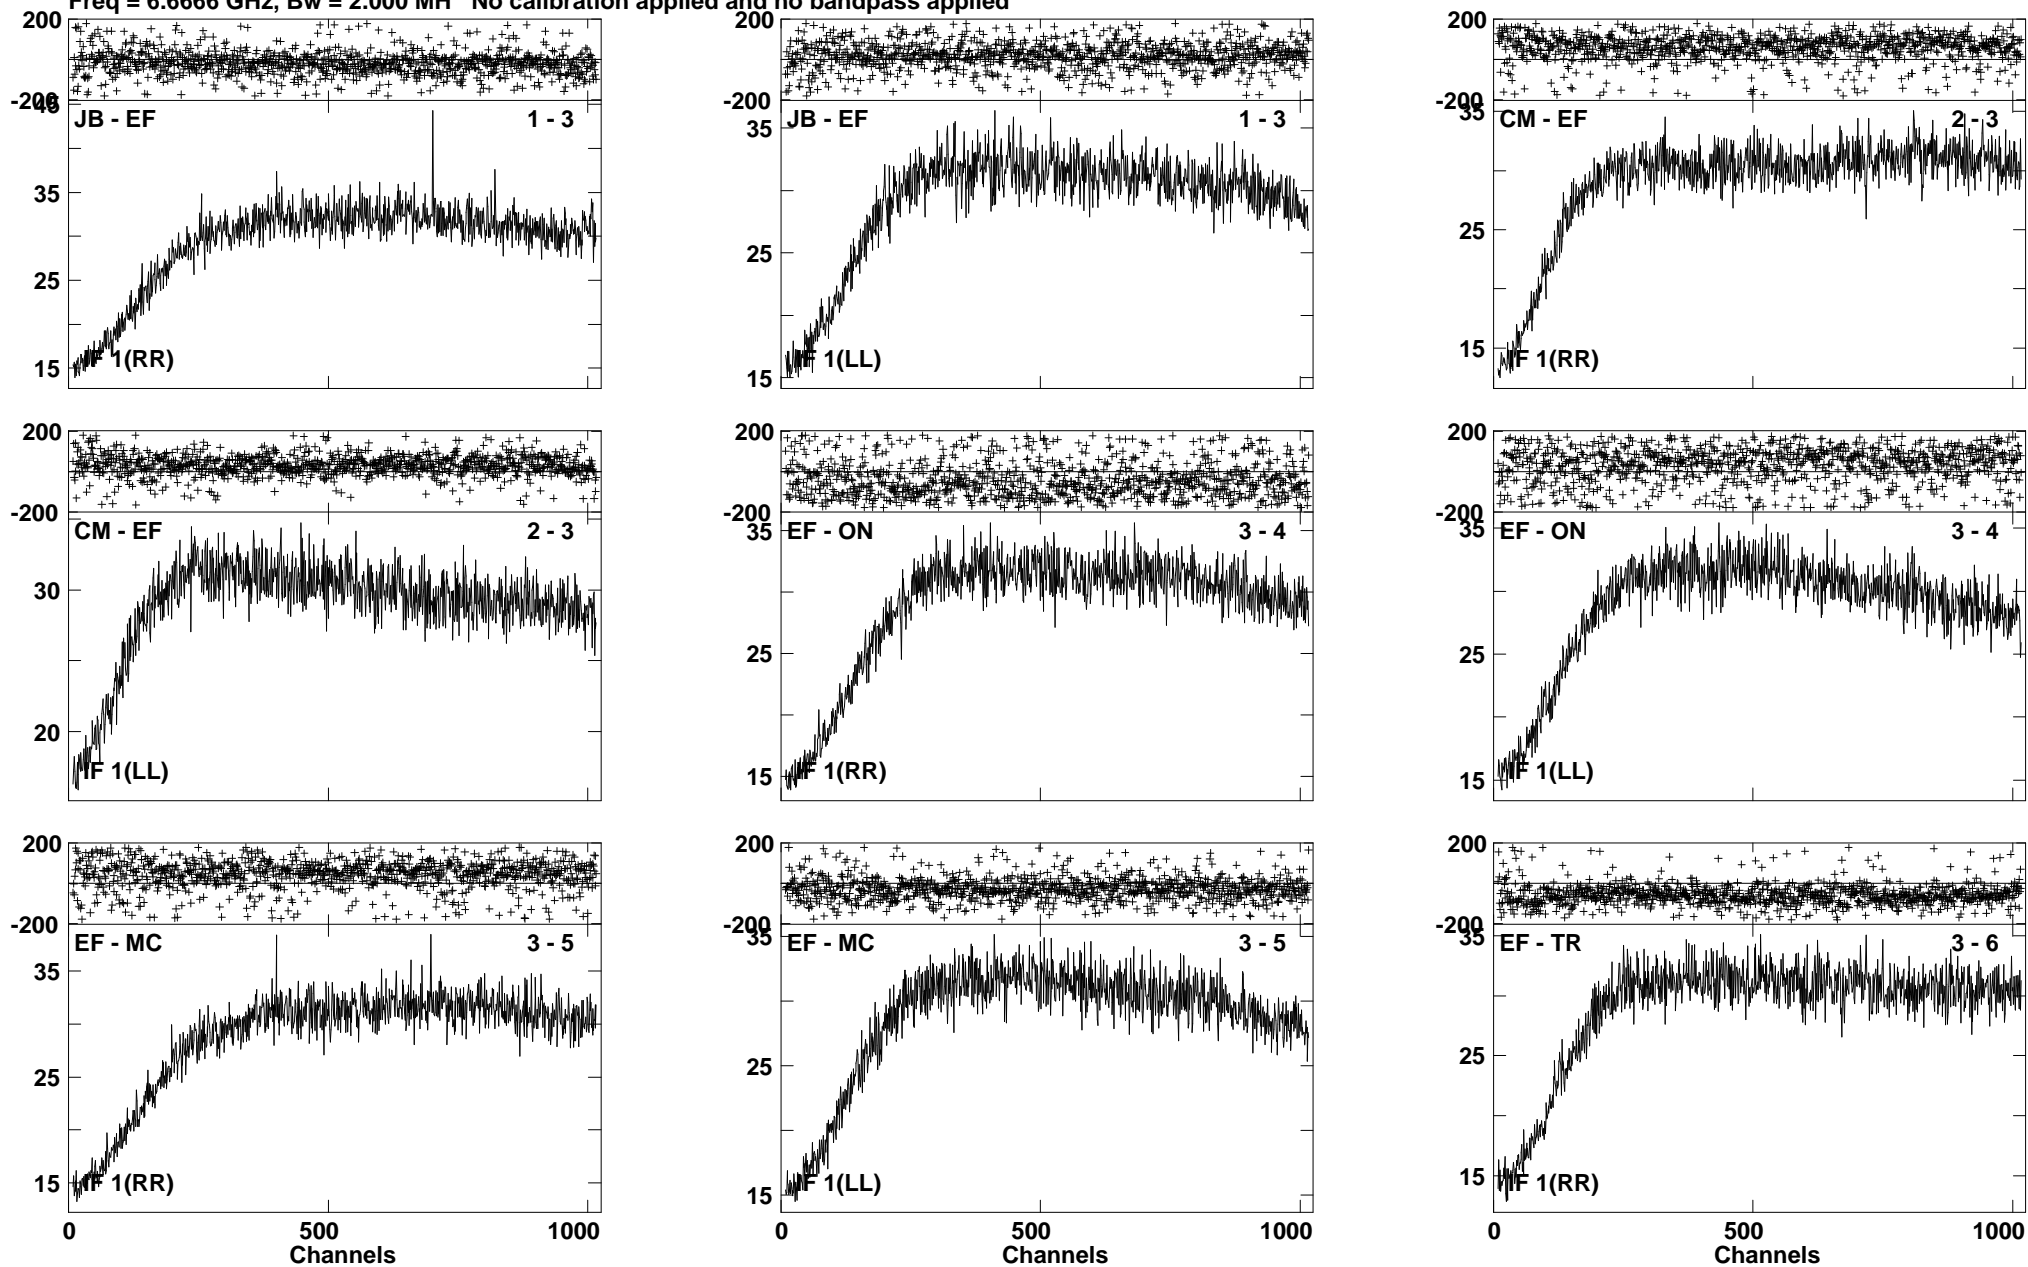 Freq = 6.6666 GHz, Bw = 2.000 MH No calibration applied and no bandpass applied
200
-200
JB - EF 1 - 3
35
25
15
IF 1(RR)
-200
JB - EF 1 - 3
35
25
15
IF 1(LL)
200
-200
CM - EF 2 - 3
35
25
15
IF 1(RR)
200
-200
CM - EF 2 - 3
30
20
IF 1(LL)
200
-200
EF - ON 3 - 4
35
25
15
IF 1(RR)
200
-200
EF - ON 3 - 4
35
25
15
IF 1(LL)
200
-200
EF - MC 3 - 5
35
25
15
IF 1(RR)
0 500 1000
Channels
200
-200
EF - MC 3 - 5
35
25
15
IF 1(LL)
0 500 1000
Channels
200
-200
EF - TR 3 - 6
35
25
15
IF 1(RR)
0 500 1000
Channels